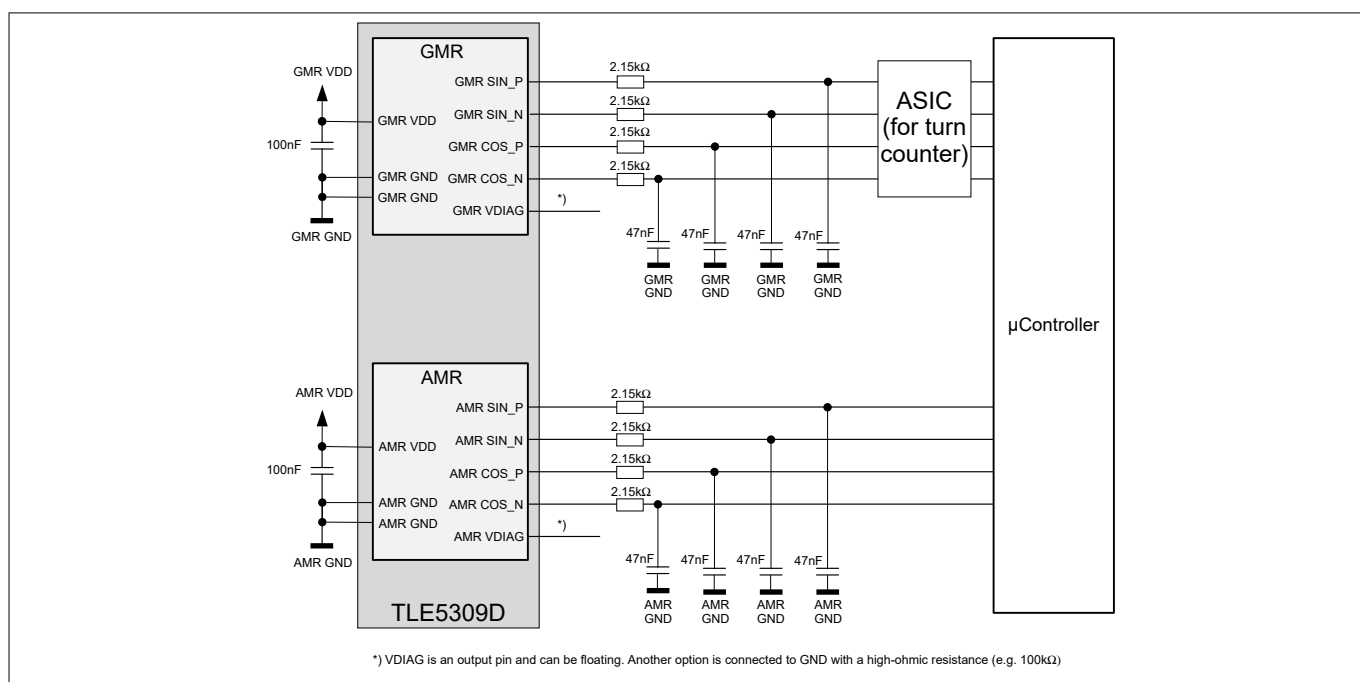 GMR
GMR VDD
GMR SIN_P
GMR SIN_N
GMR VDD
GMR COS_P
GMR COS_N
GMR GND
GMR GND
GMR VDIAG
100nF
GMR GND
2.15kΩ
2.15kΩ
2.15kΩ
2.15kΩ
*)
ASIC
(for turn
counter)
47nF
47nF
47nF
47nF
GMR
GND
GMR
GND
GMR
GND
GMR
GND
µController
AMR
AMR VDD
AMR SIN_P
AMR SIN_N
AMR VDD
AMR COS_P
AMR COS_N
AMR GND
AMR GND
AMR VDIAG
100nF
AMR GND
2.15kΩ
2.15kΩ
2.15kΩ
2.15kΩ
*)
47nF
47nF
47nF
47nF
AMR
GND
AMR
GND
AMR
GND
AMR
GND
TLE5309D
*) VDIAG is an output pin and can be floating. Another option is connected to GND with a high-ohmic resistance (e.g. 100kΩ)